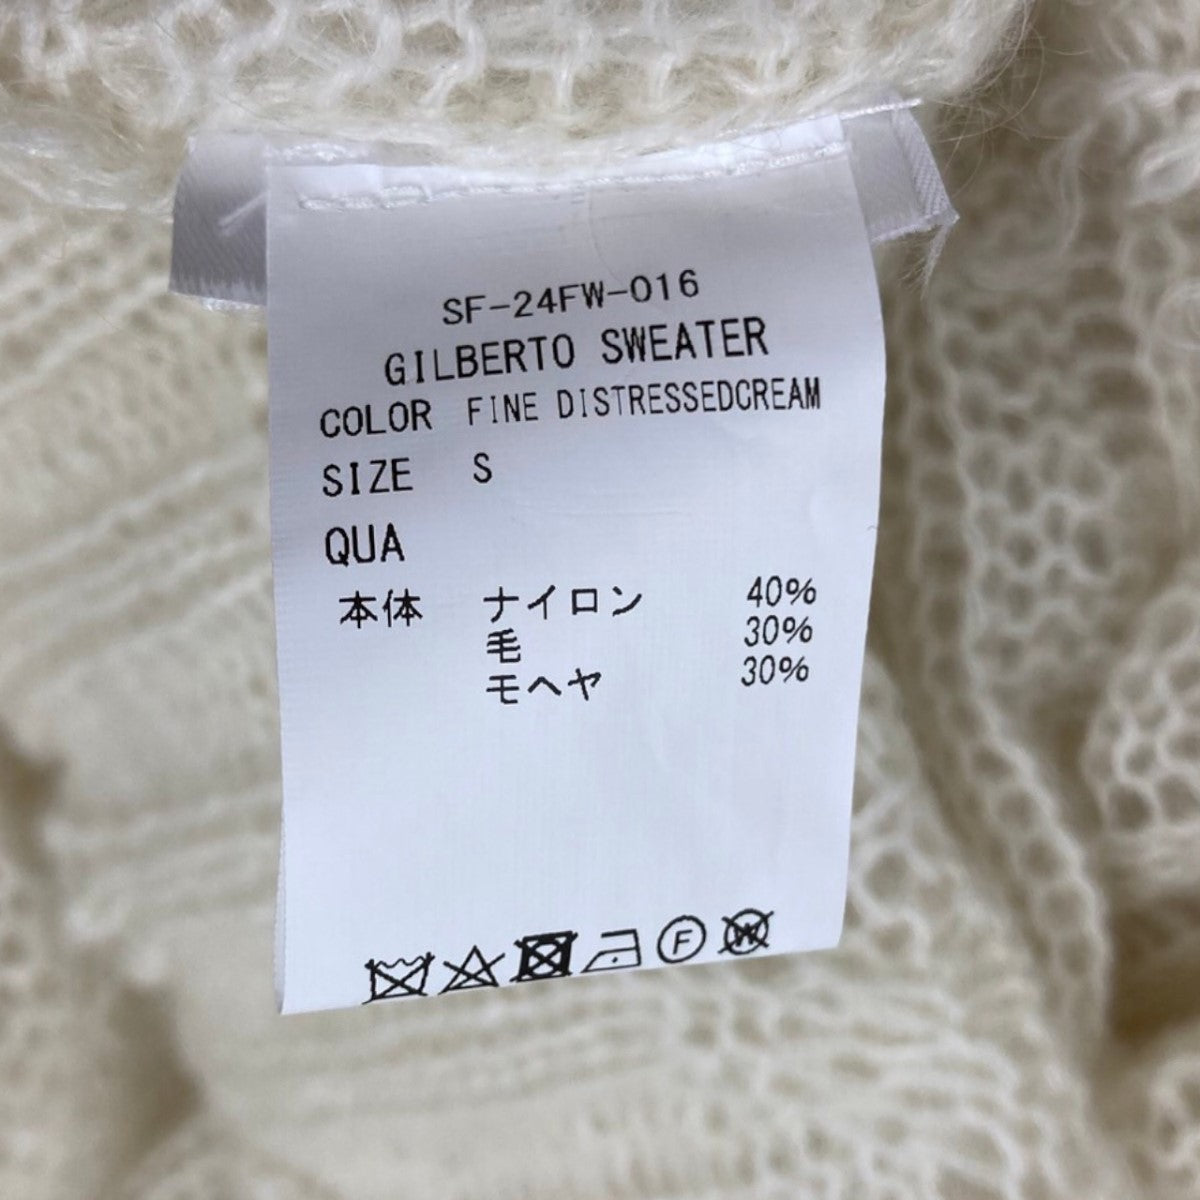 SF-24FW-016
GILBERTO SWEATER
COLOR FINE DISTRESSEDCREAM
SIZE S
QUA
本体 ナイロン 40%
毛 30%
モヘヤ 30%
F W